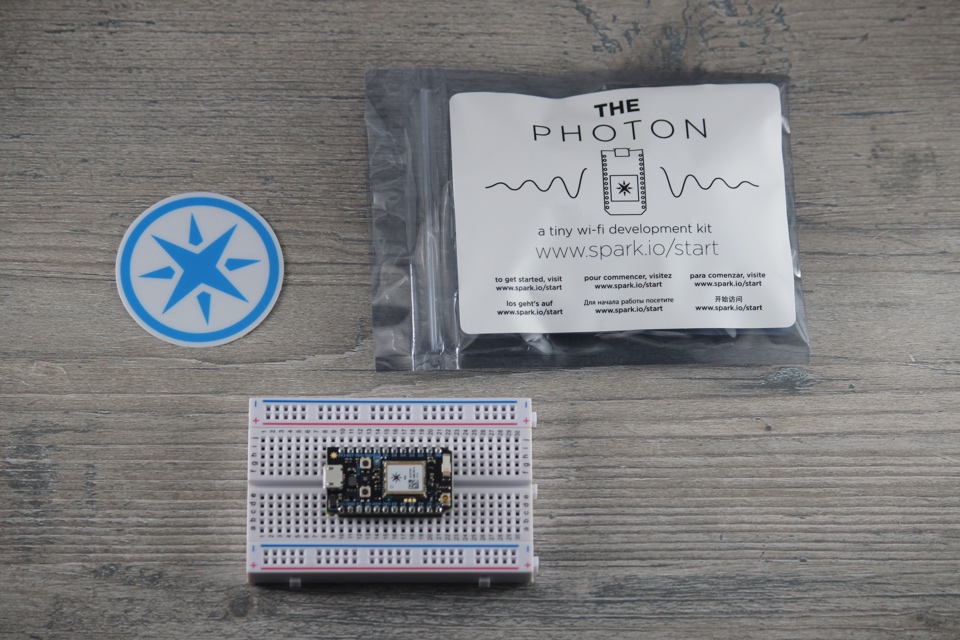 THE
PHOTON
a tiny wi-fi development kit
www.spark.io/start
to get started, visit
www.spark.io/start
pour commencer, visitez
www.spark.io/start
para comenzar, visite
www.spark.io/start
los geht's auf
www.spark.io/start
Для начала работы посетите
www.spark.io/start
开始访问
www.spark.io/start